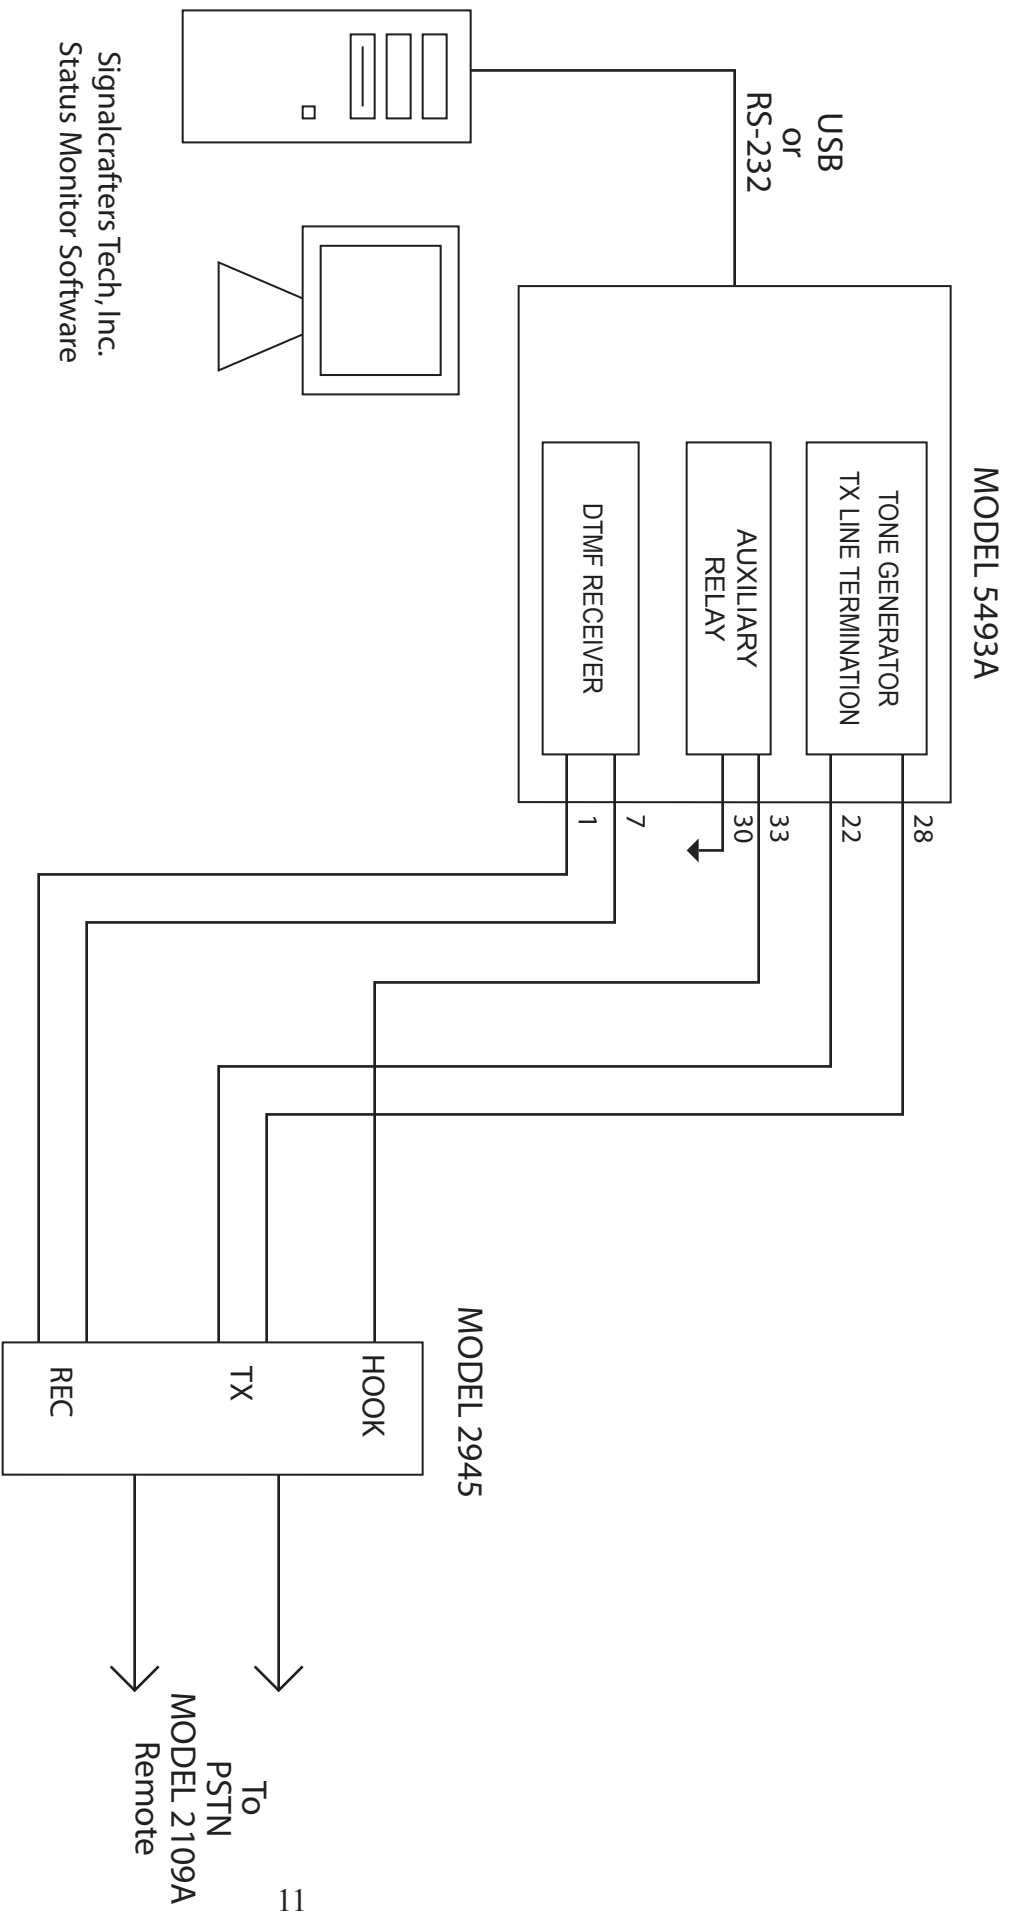 MODEL 5493A
USB
or
RS-232
TONE GENERATOR
TX LINE TERMINATION
AUXILIARY
RELAY
DTMF RECEIVER
28
22
33
30
7
1
MODEL 2945
HOOK
TX
REC
To
PSTN
MODEL 2109A
Remote
Signalcrafters Tech, Inc.
Status Monitor Software
11